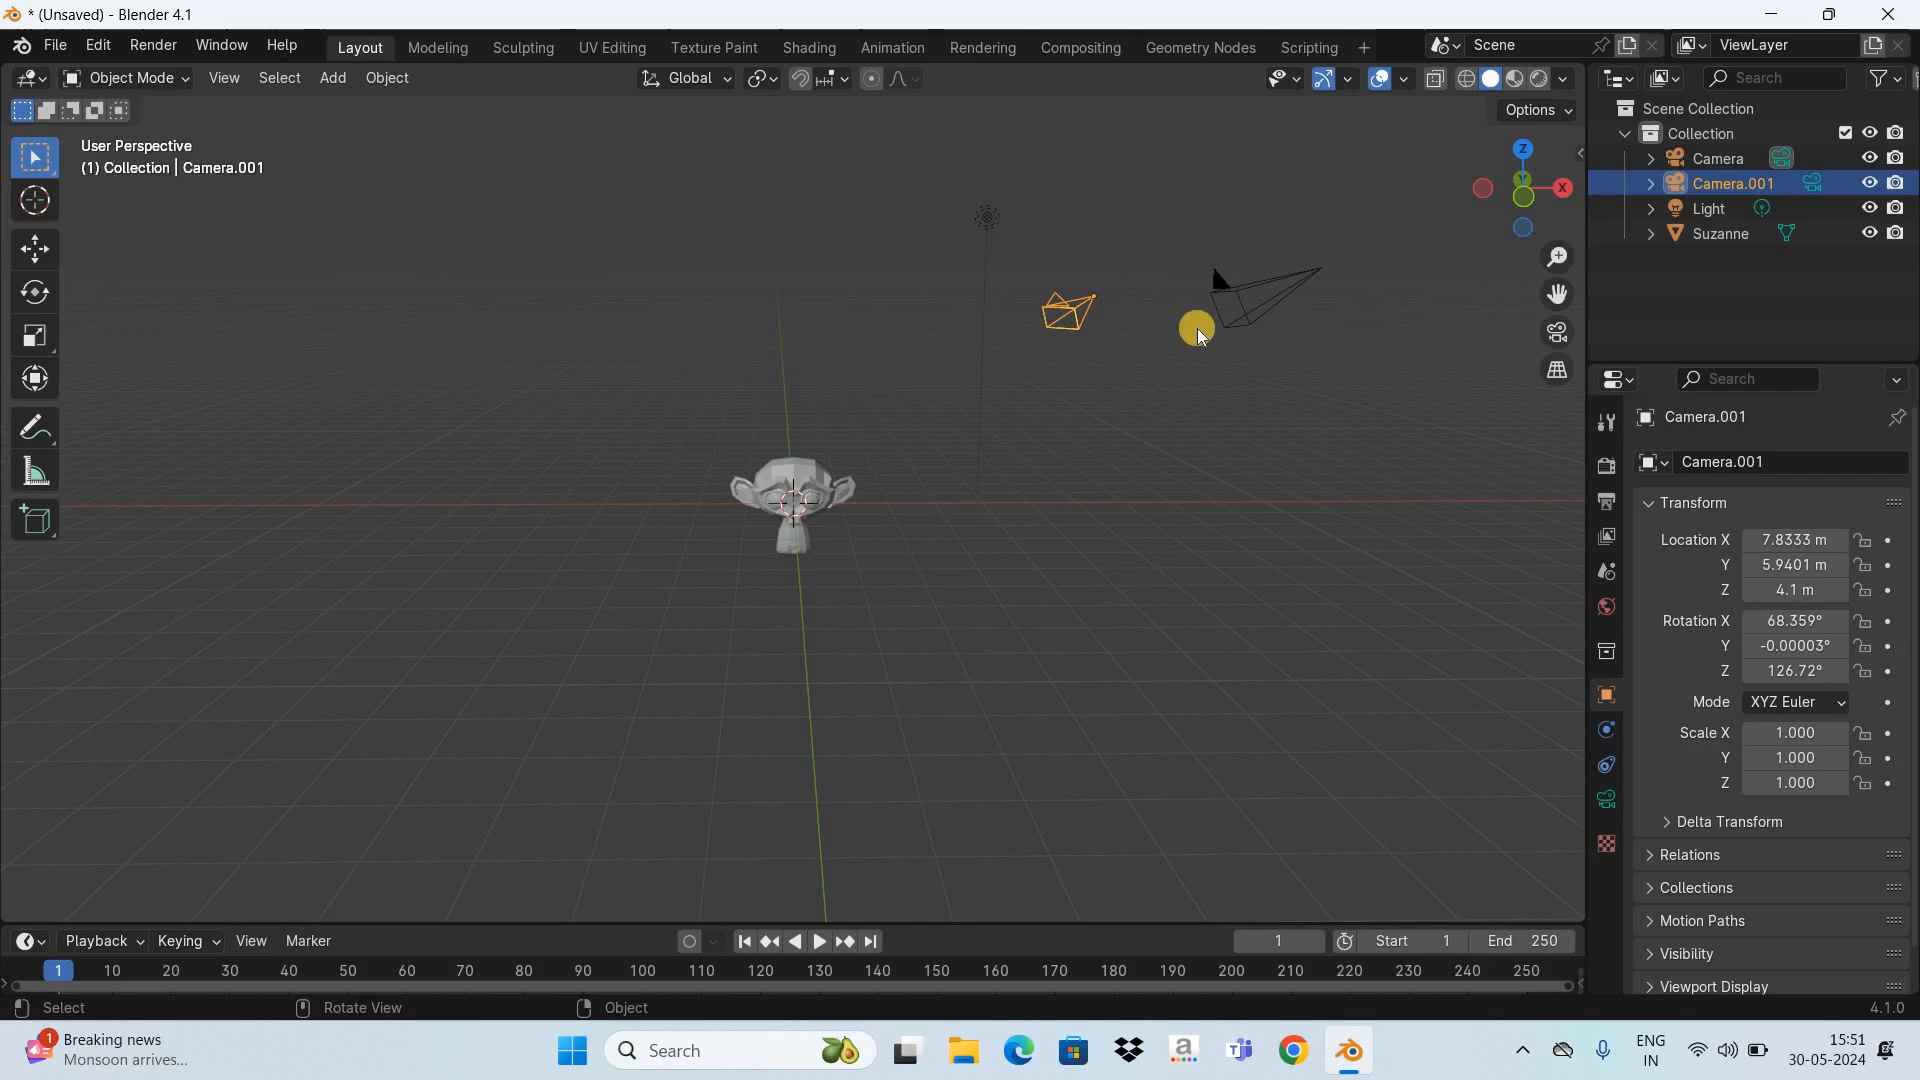 * (Unsaved) - Blender 4.1
File Edit Render Window Help Layout Modeling Sculpting UV Editing Texture Paint Shading Animation Rendering Compositing Geometry Nodes Scripting + Scene ViewLayer
Object Mode View Select Add Object Global Search
Options
User Perspective
(1) Collection | Camera.001
Z
Y
X
Scene Collection
Collection
Camera
Camera.001
Light
Suzanne
Search
Camera.001
Camera.001
Transform
Location X 7.8333 m
Y 5.9401 m
Z 4.1 m
Rotation X 68.359°
Y -0.00003°
Z 126.72°
Mode XYZ Euler
Scale X 1.000
Y 1.000
Z 1.000
Delta Transform
Relations
Collections
Motion Paths
Visibility
Viewport Display
Playback Keying View Marker 1 Start 1 End 250
1 10 20 30 40 50 60 70 80 90 100 110 120 130 140 150 160 170 180 190 200 210 220 230 240 250
Select Rotate View Object 4.1.0
1 Breaking news
Monsoon arrives...
Search
ENG
IN
15:51
30-05-2024